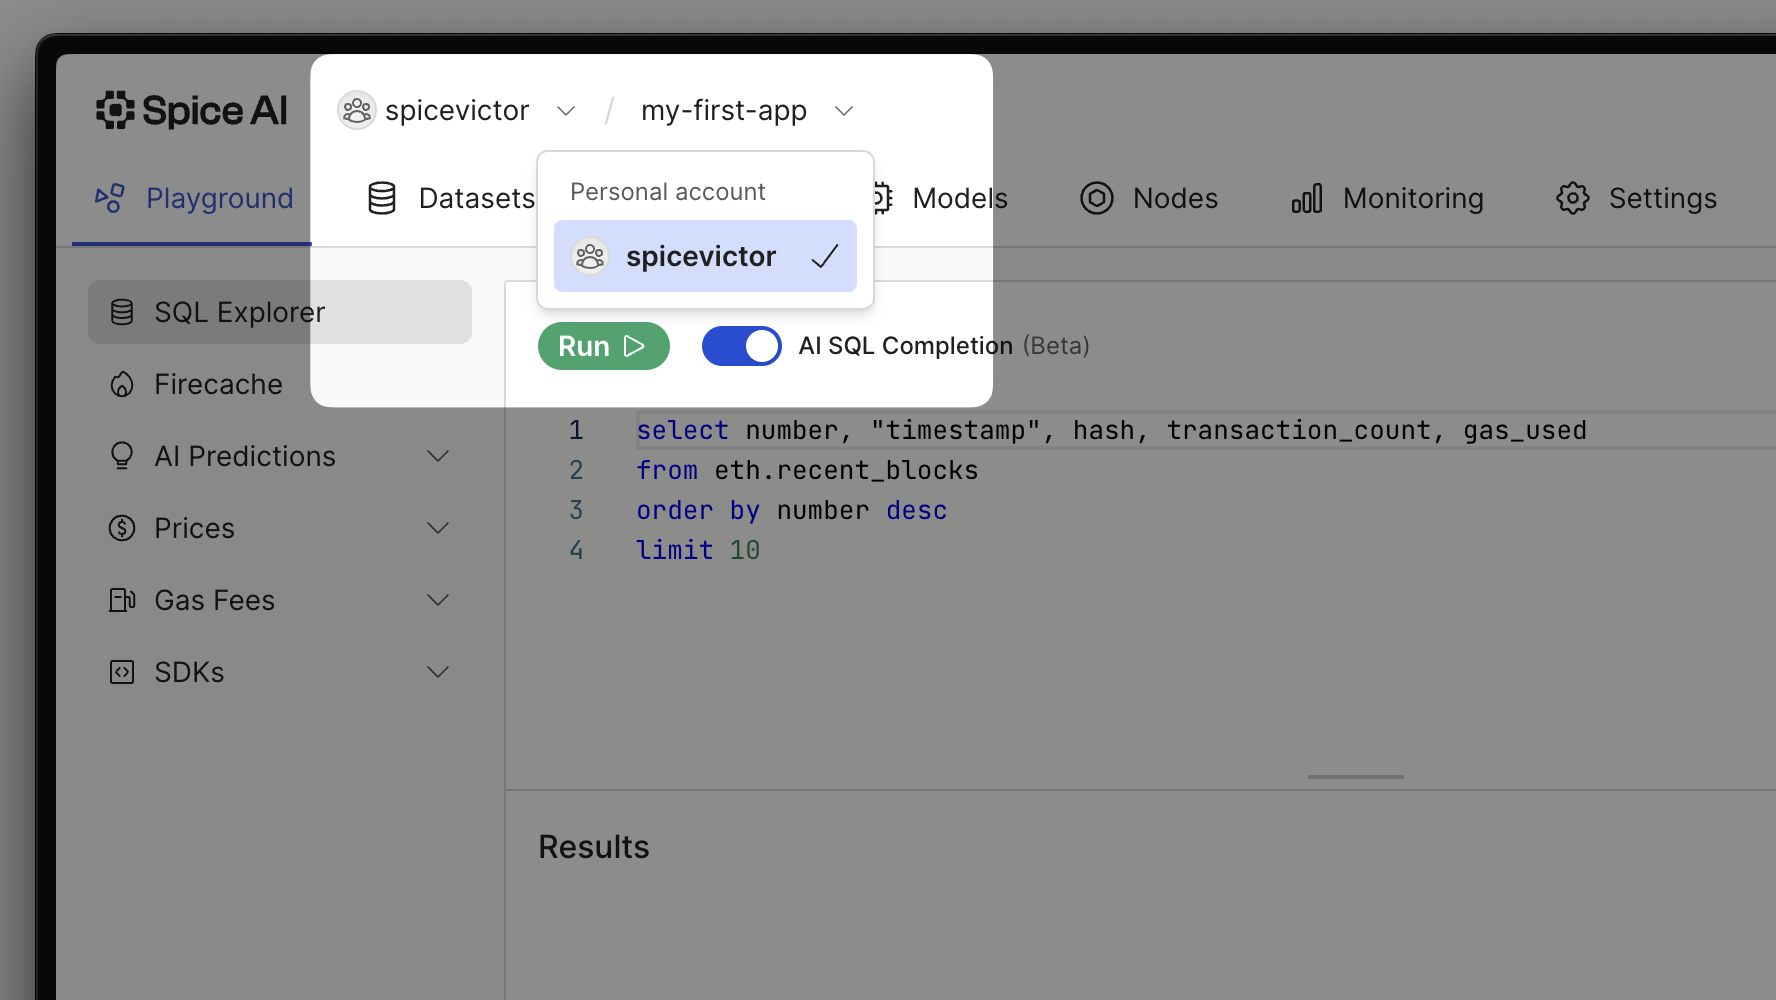 Spice AI
spicevictor / my-first-app
Playground
Datasets
Models
Nodes
Monitoring
Settings
Personal account
spicevictor
SQL Explorer
Firecache
AI Predictions
Prices
Gas Fees
SDKs
Run
AI SQL Completion (Beta)
1 select number, "timestamp", hash, transaction_count, gas_used
2 from eth.recent_blocks
3 order by number desc
4 limit 10
Results